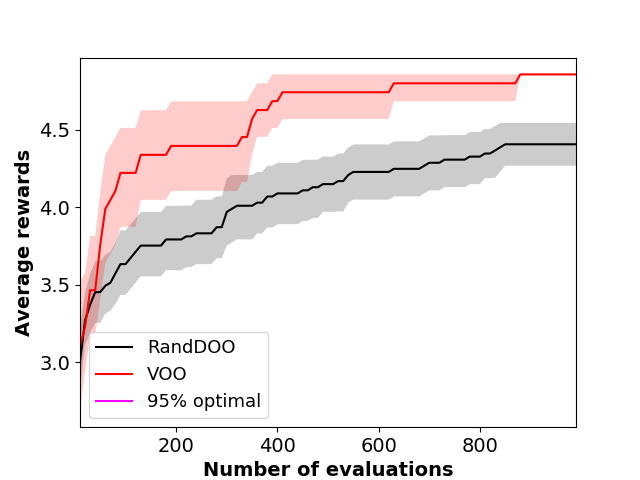 4.5
4.0
3.5
3.0
Average rewards
RandDOO
VOO
95% optimal
200 400 600 800
Number of evaluations